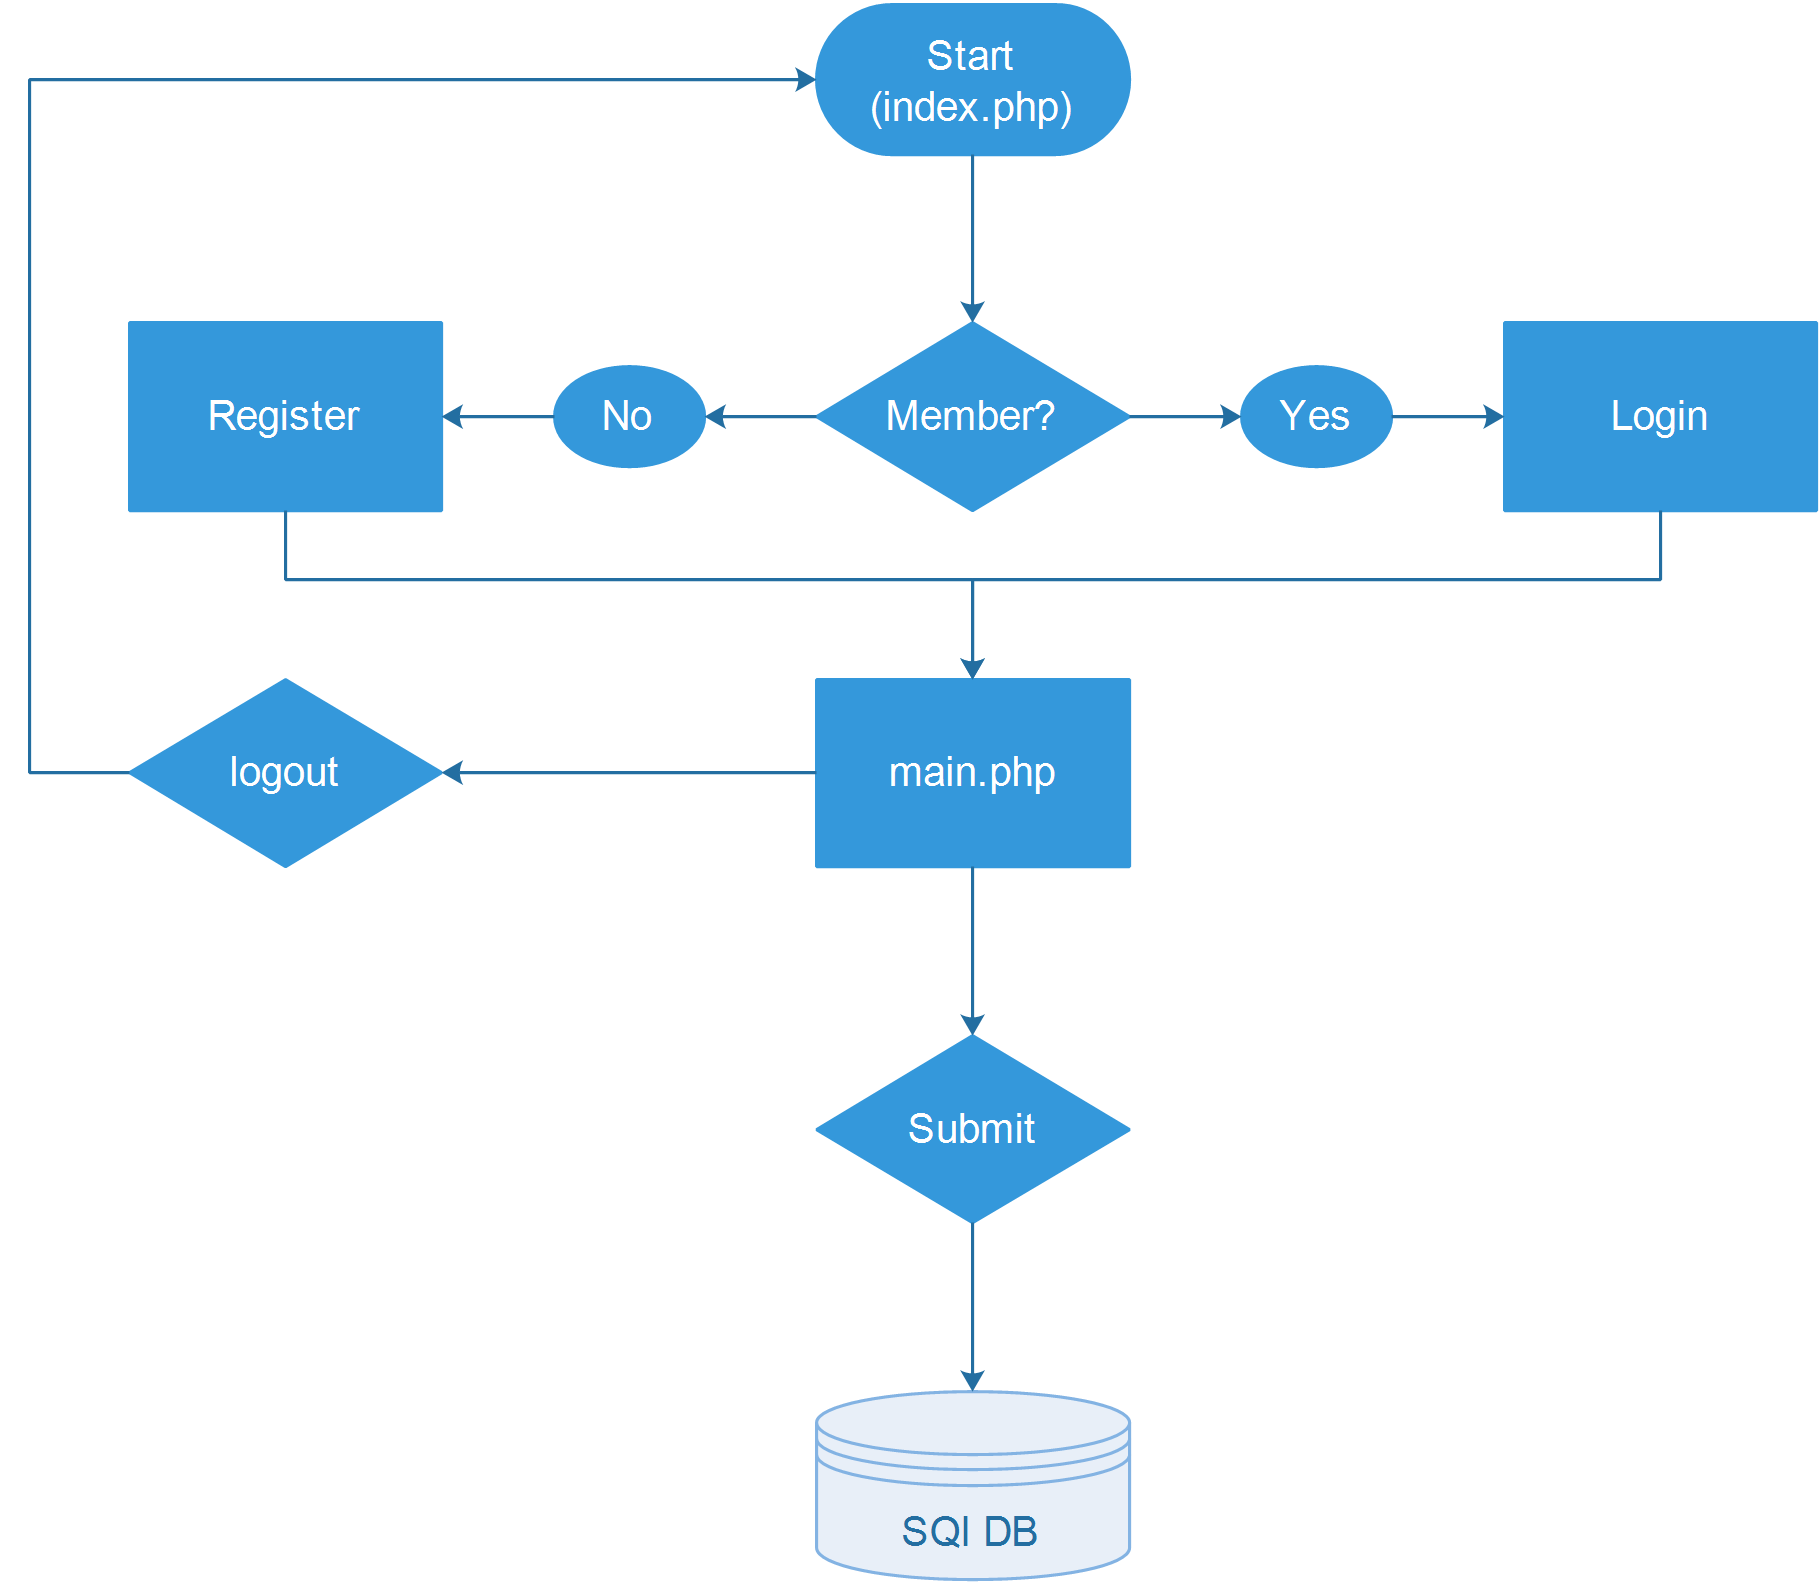 Start
(index.php)
Register
No
Member?
Yes
Login
logout
main.php
Submit
SQl DB